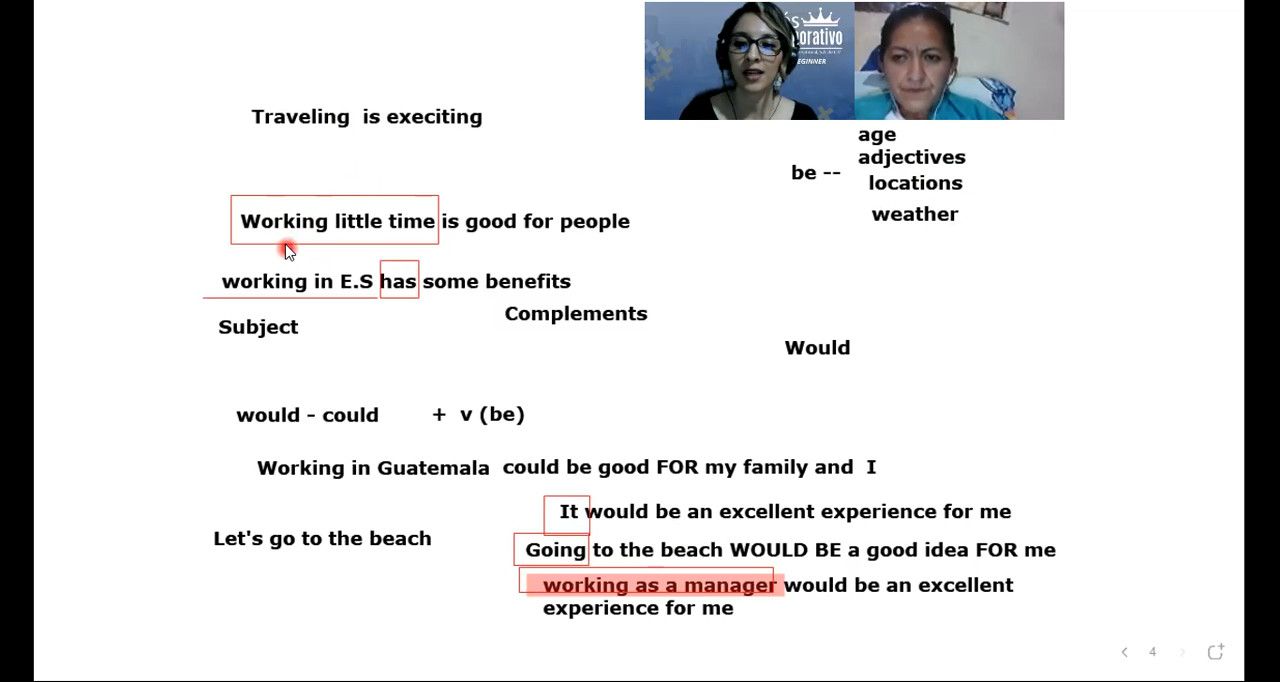 Traveling  is execiting
age
adjectives
be --
locations
weather
Working little time is good for people
working in E.S has some benefits
Complements
Subject
Would
would - could + v (be)
Working in Guatemala could be good FOR my family and I
It would be an excellent experience for me
Let's go to the beach
Going to the beach WOULD BE a good idea FOR me
working as a manager would be an excellent
experience for me
4
EGINNER